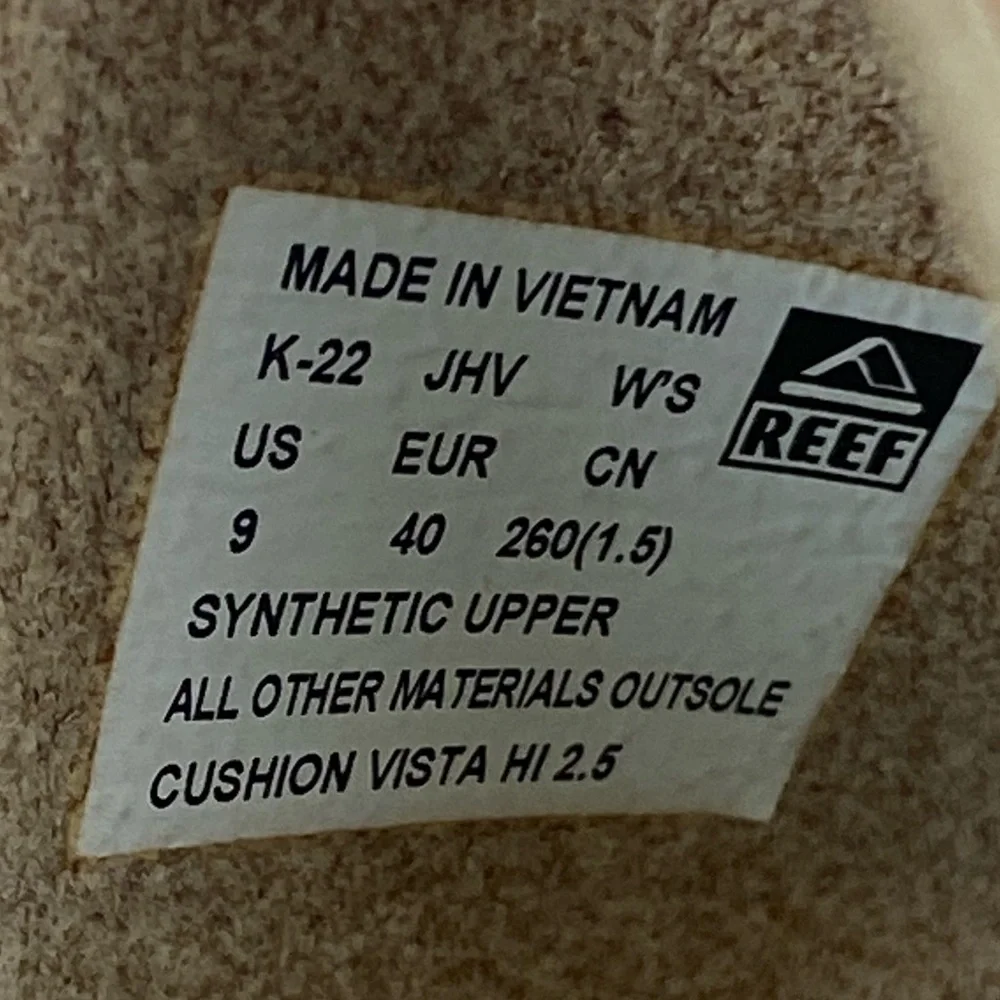 MADE IN VIETNAM
K-22 JHV W'S
REEF
US EUR CN
9 40 260(1.5)
SYNTHETIC UPPER
ALL OTHER MATERIALS OUTSOLE
CUSHION VISTA HI 2.5